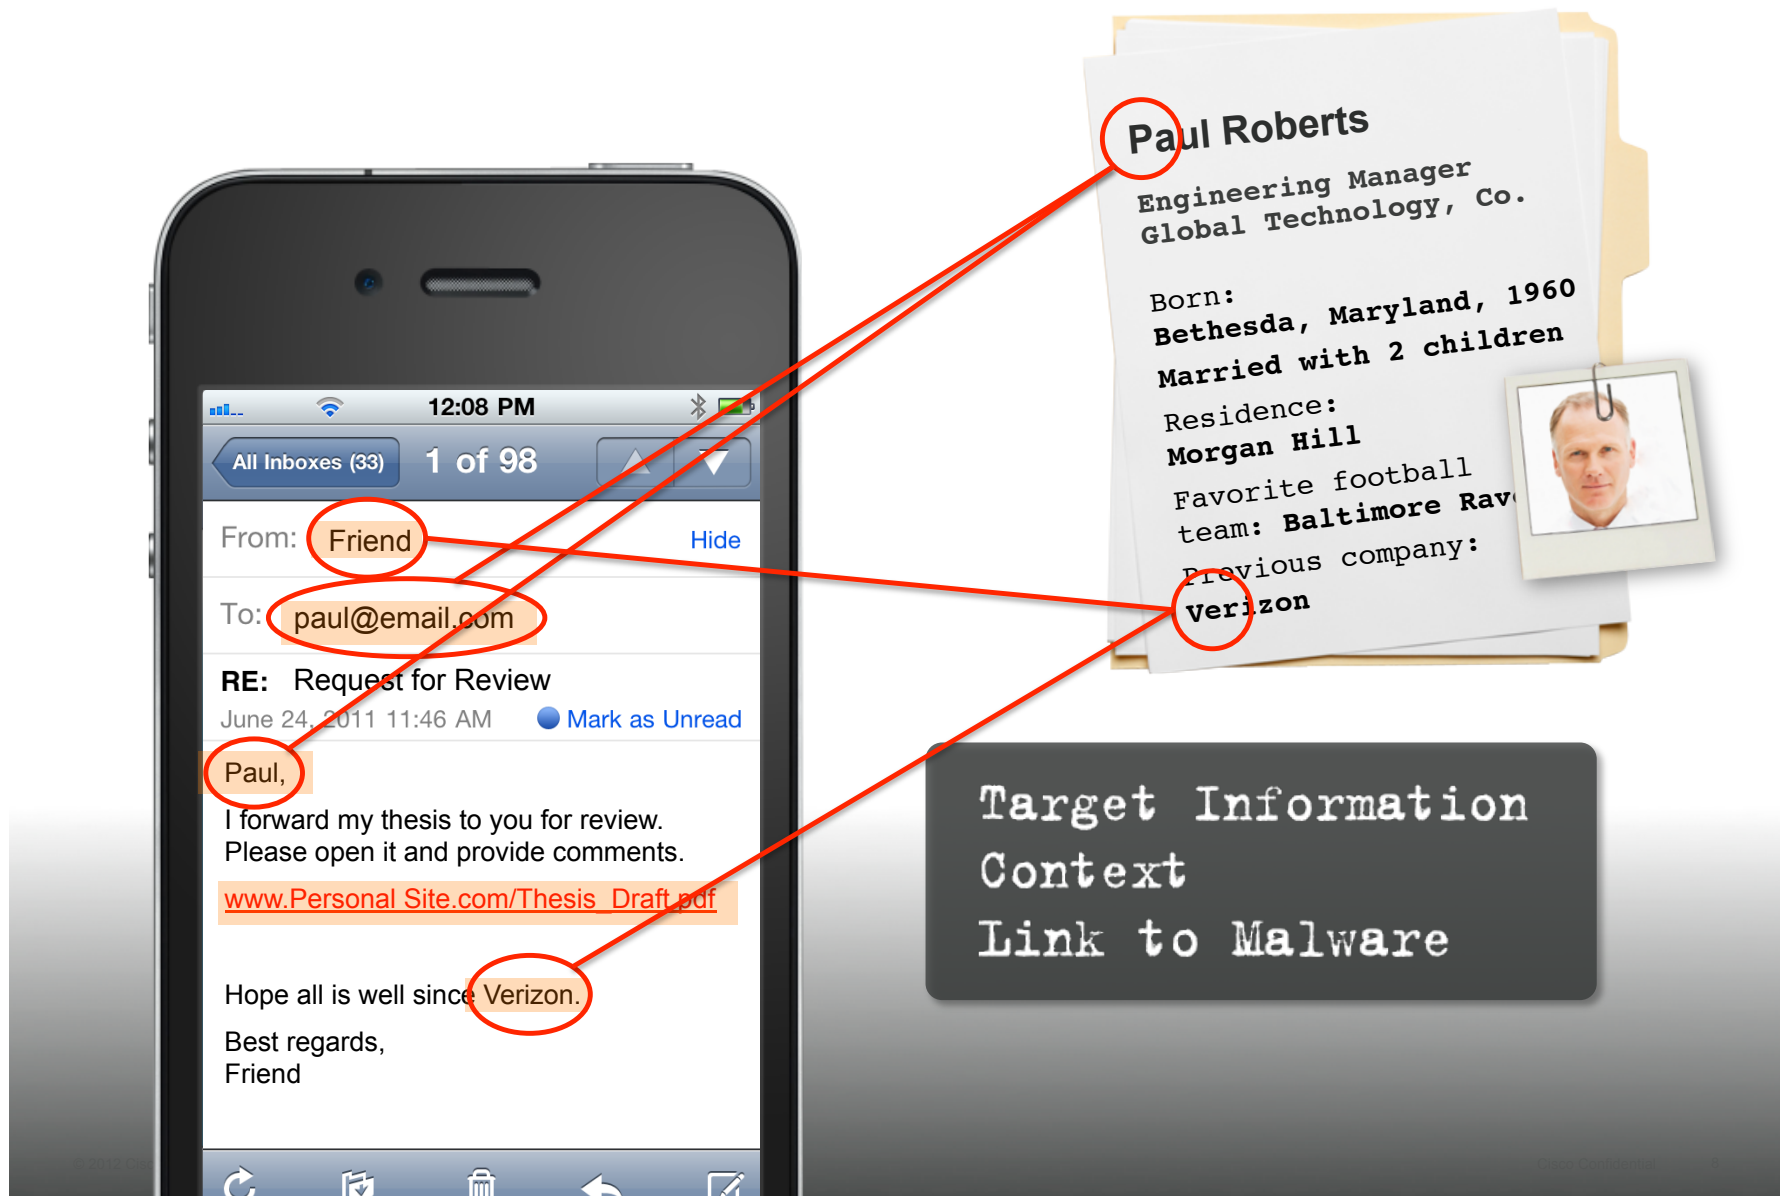 12:08 PM
All Inboxes (33)
1 of 98
From: Friend
Hide
To: paul@email.com
RE: Request for Review
June 24, 2011 11:46 AM
Mark as Unread
Paul,
I forward my thesis to you for review.
Please open it and provide comments.
www.Personal Site.com/Thesis_Draft.pdf
Hope all is well since Verizon.
Best regards,
Friend
Paul Roberts
Engineering Manager
Global Technology, Co.
Born:
Bethesda, Maryland, 1960
Married with 2 children
Residence:
Morgan Hill
Favorite football
team: Baltimore
Previous company:
Verizon
Target Information
Context
Link to Malware
Cisco Confidential